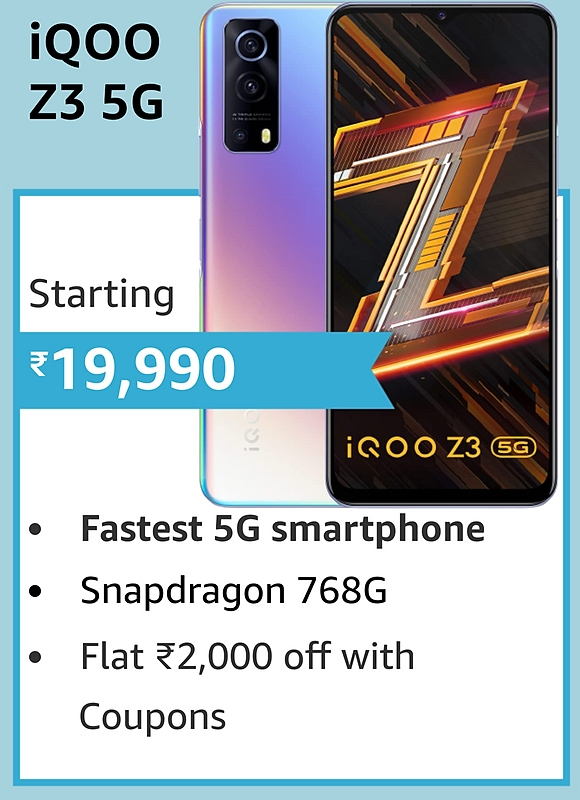 iQOO
Z3 5G
Starting
₹19,990
iQOO
iQOO Z3 5G
• Fastest 5G smartphone
• Snapdragon 768G
• Flat ₹2,000 off with
Coupons